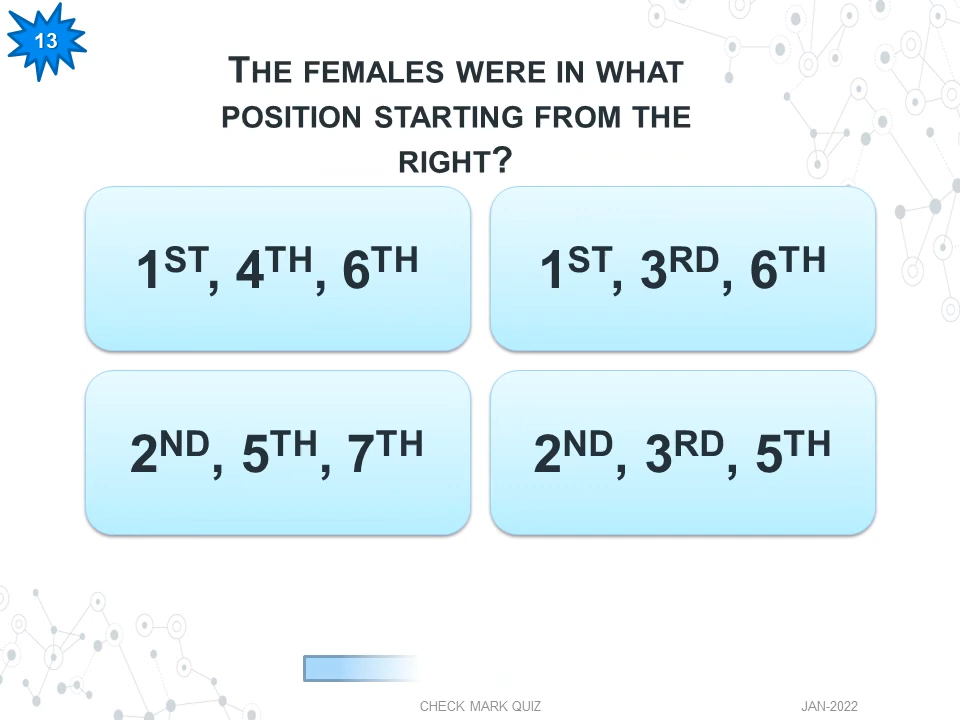 13
THE FEMALES WERE IN WHAT
POSITION STARTING FROM THE
RIGHT?
1ST, 4TH, 6TH
1ST, 3RD, 6TH
2ND, 5TH, 7TH
2ND, 3RD, 5TH
CHECK MARK QUIZ
JAN-2022